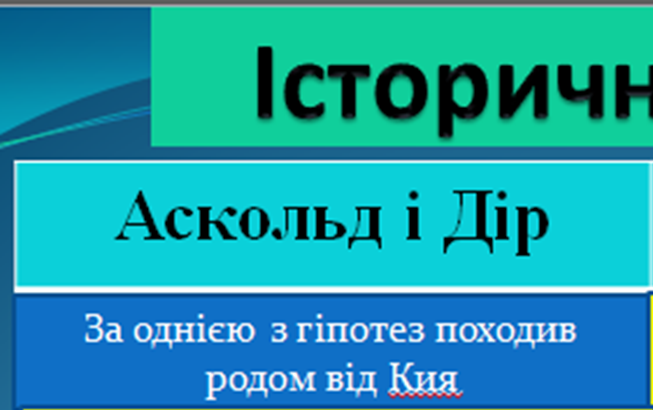 Історичн
Аскольд і Дір
За однією з гіпотез походив
родом від Кия